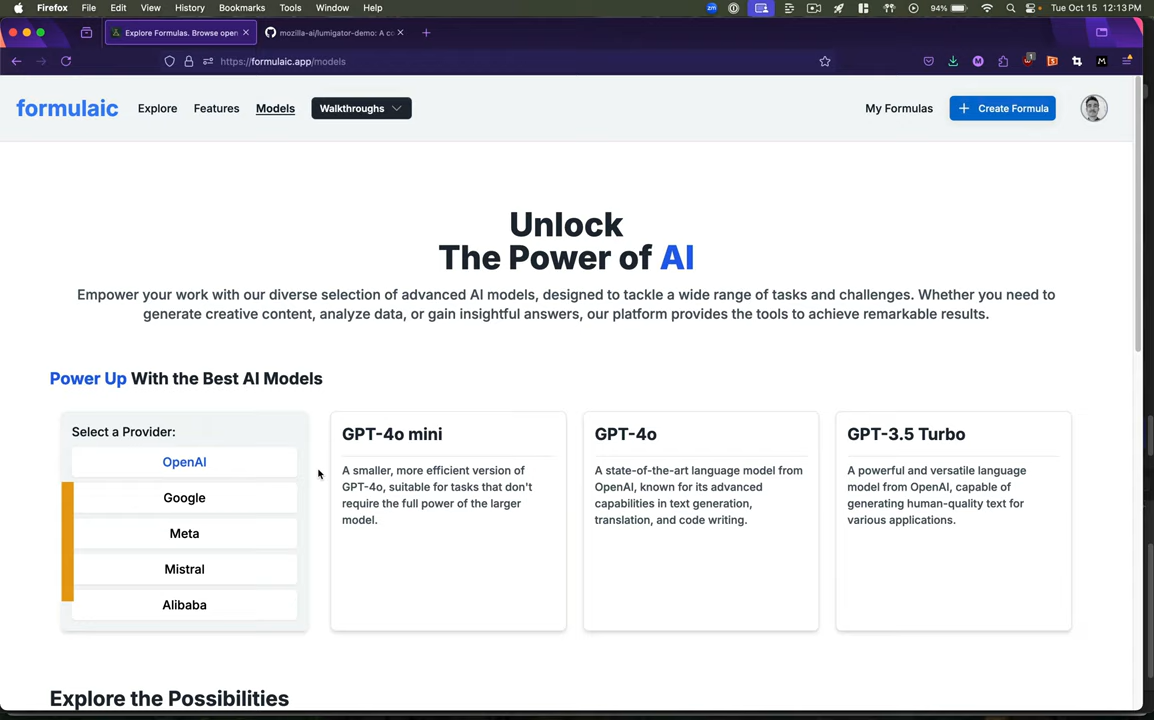 Firefox File Edit View History Bookmarks Tools Window Help 94% Tue Oct 15 12:13 PM
Explore Formulas. Browse open mozilla-ai/lumigator-demo: A co
https://formulaic.app/models
formulaic Explore Features Models Walkthroughs My Formulas + Create Formula
Unlock
The Power of AI
Empower your work with our diverse selection of advanced AI models, designed to tackle a wide range of tasks and challenges. Whether you need to
generate creative content, analyze data, or gain insightful answers, our platform provides the tools to achieve remarkable results.
Power Up With the Best AI Models
Select a Provider:
OpenAI
Google
Meta
Mistral
Alibaba
GPT-4o mini
A smaller, more efficient version of
GPT-4o, suitable for tasks that don't
require the full power of the larger
model.
GPT-4o
A state-of-the-art language model from
OpenAI, known for its advanced
capabilities in text generation,
translation, and code writing.
GPT-3.5 Turbo
A powerful and versatile language
model from OpenAI, capable of
generating human-quality text for
various applications.
Explore the Possibilities